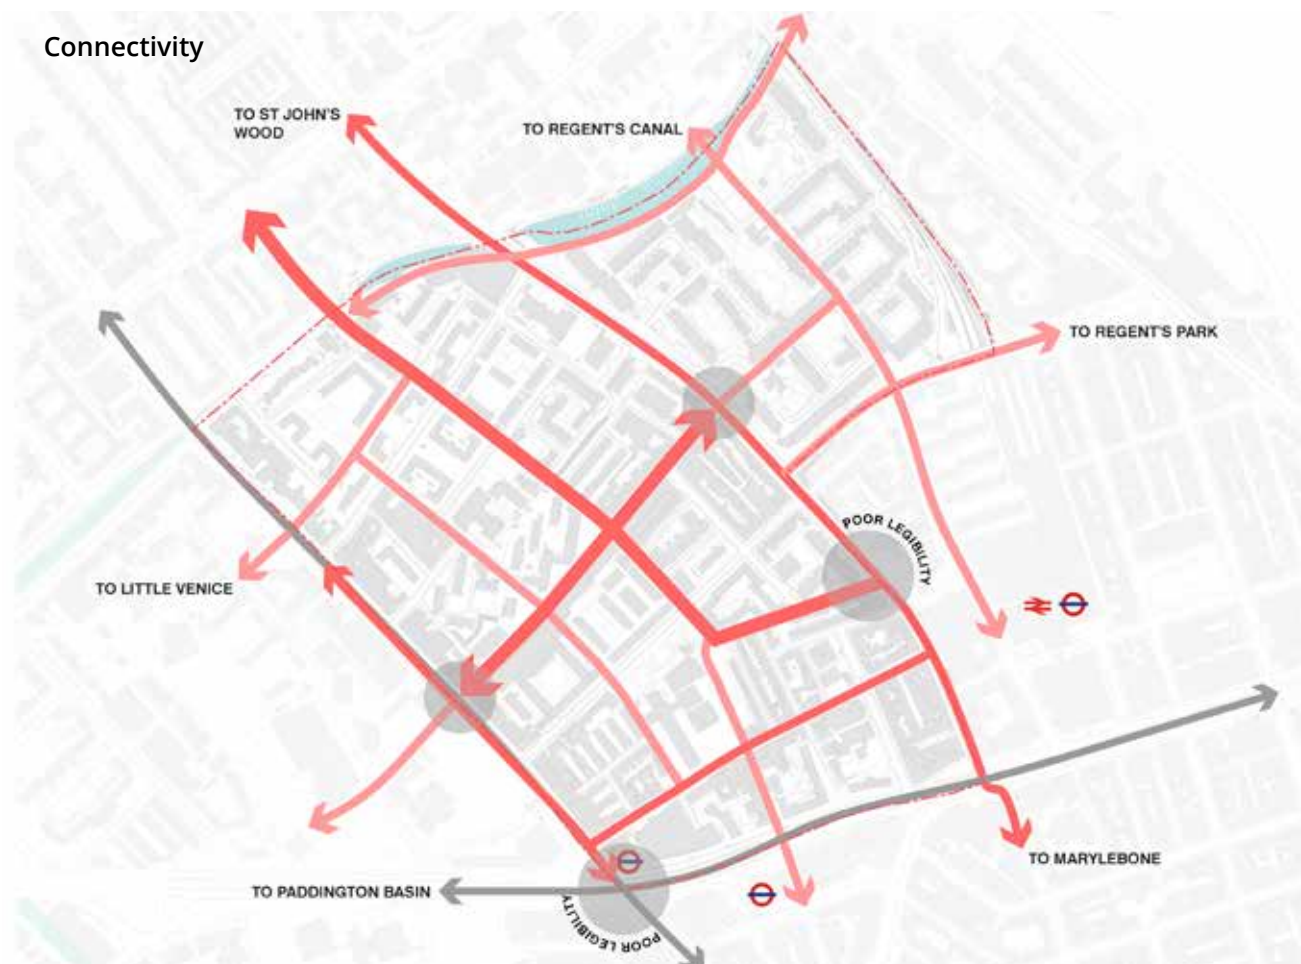 Connectivity
TO ST JOHN'S
WOOD
TO REGENT'S CANAL
TO REGENT'S PARK
POOR LEGIBILITY
TO LITTLE VENICE
TO MARYLEBONE
TO PADDINGTON BASIN
POOR LEGIBILITY